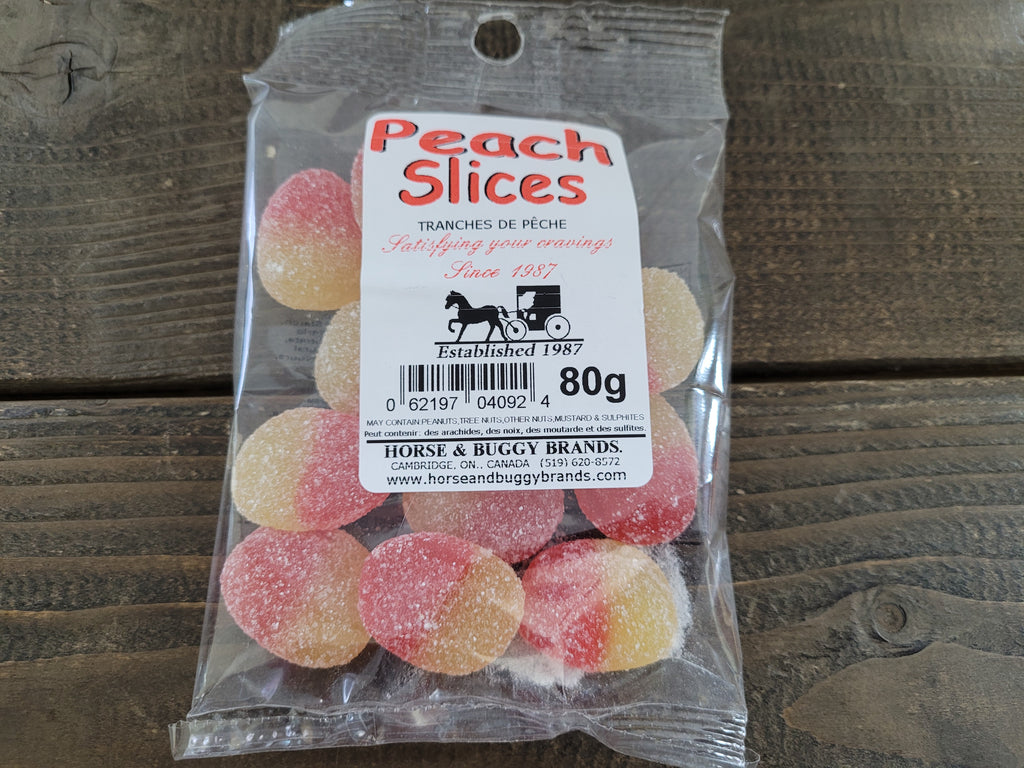 Peach
Slices
TRANCHES DE PÊCHE
Satisfying your cravings
Since 1987
Established 1987
0 62197 04092 4
80g
MAY CONTAIN:PEANUTS,TREE NUTS,OTHER NUTS,MUSTARD & SULPHITES
Peut contenir: des arachides, des noix, des moutarde et des sulfites.
HORSE & BUGGY BRANDS.
CAMBRIDGE, ON.. CANADA (519) 620-8572
www.horseandbuggybrands.com